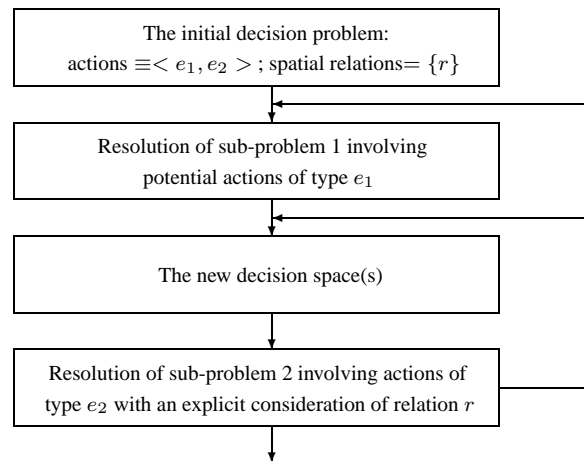 The initial decision problem:
actions ≡< e₁, e₂ > ; spatial relations= {r}
Resolution of sub-problem 1 involving
potential actions of type e₁
The new decision space(s)
Resolution of sub-problem 2 involving actions of
type e₂ with an explicit consideration of relation r